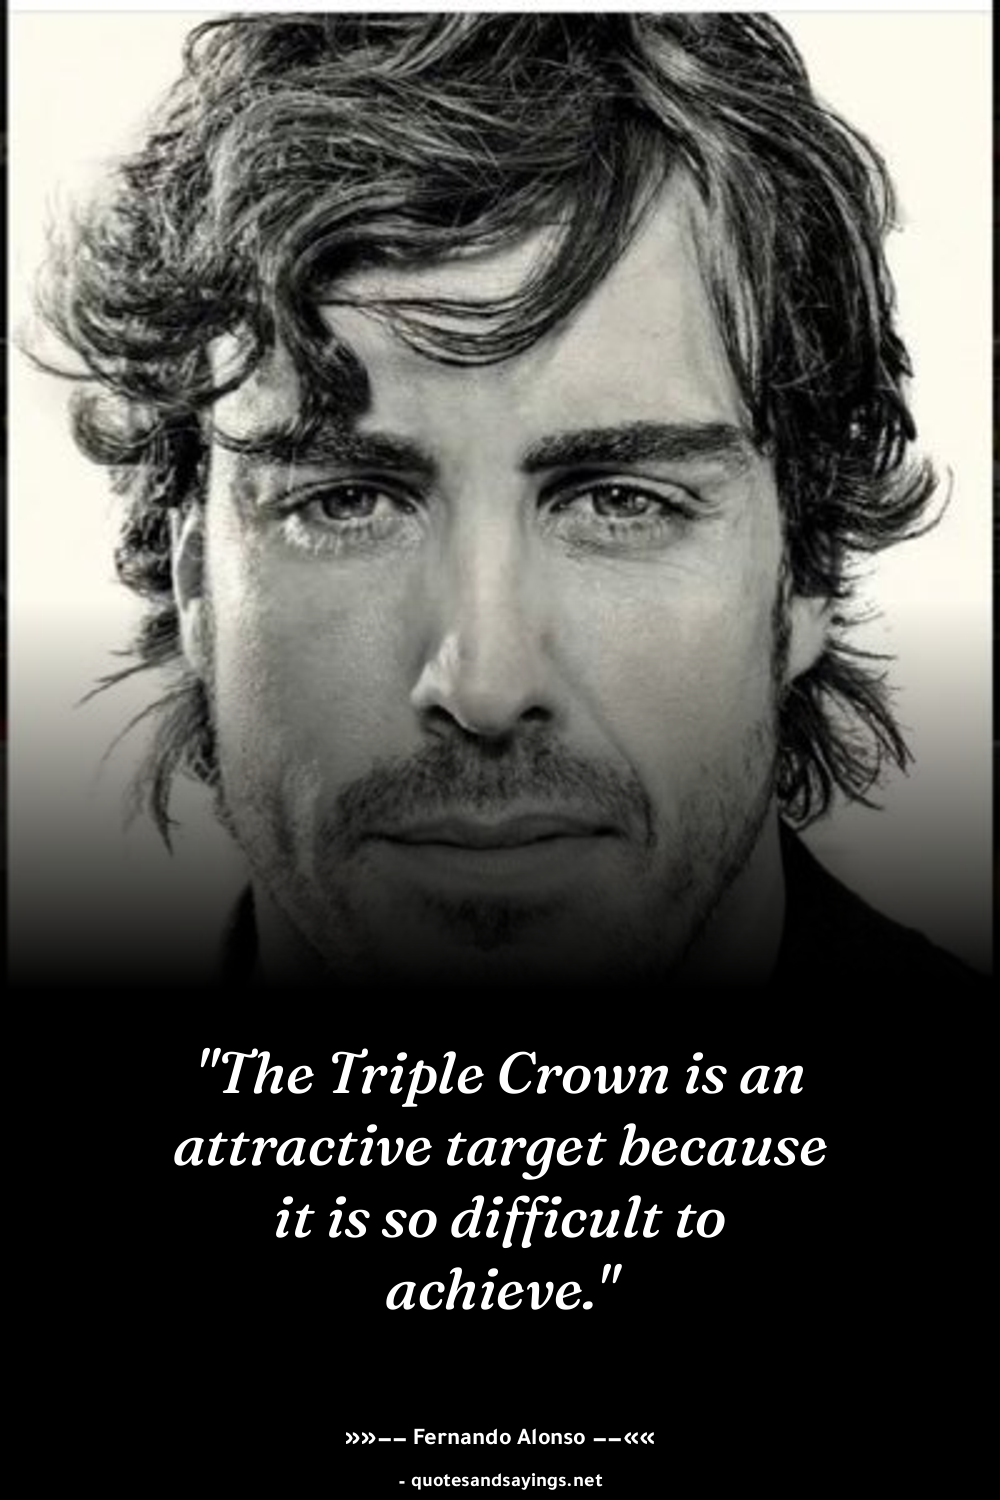 "The Triple Crown is an
attractive target because
it is so difficult to
achieve."
»»–– Fernando Alonso ––««
- quotesandsayings.net